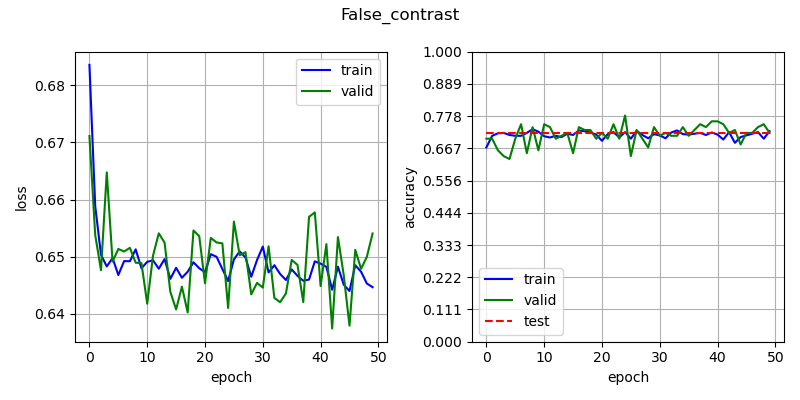 False_contrast
loss
0.68
0.67
0.66
0.65
0.64
0 10 20 30 40 50
epoch
train
valid
accuracy
1.000
0.889
0.778
0.667
0.556
0.444
0.333
0.222
0.111
0.000
0 10 20 30 40 50
epoch
train
valid
test